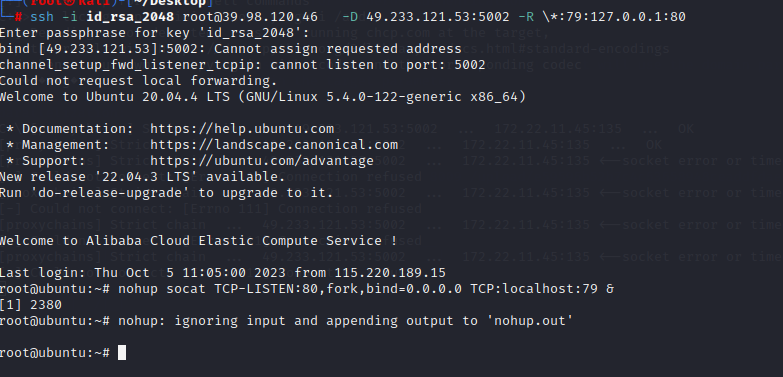 (root㉿kali)-[~/Desktop]
ssh -i id_rsa_2048 root@39.98.120.46   -D 49.233.121.53:5002 -R \*:79:127.0.0.1:80
Enter passphrase for key 'id_rsa_2048':
bind [49.233.121.53]:5002: Cannot assign requested address
channel_setup_fwd_listener_tcpip: cannot listen to port: 5002
Could not request local forwarding.
Welcome to Ubuntu 20.04.4 LTS (GNU/Linux 5.4.0-122-generic x86_64)
* Documentation:  https://help.ubuntu.com
* Management:     https://landscape.canonical.com
* Support:        https://ubuntu.com/advantage
New release '22.04.3 LTS' available.
Run 'do-release-upgrade' to upgrade to it.
Welcome to Alibaba Cloud Elastic Compute Service !
Last login: Thu Oct  5 11:05:00 2023 from 115.220.189.15
root@ubuntu:~# nohup socat TCP-LISTEN:80,fork,bind=0.0.0.0 TCP:localhost:79 &
[1] 2380
root@ubuntu:~# nohup: ignoring input and appending output to 'nohup.out'
root@ubuntu:~#